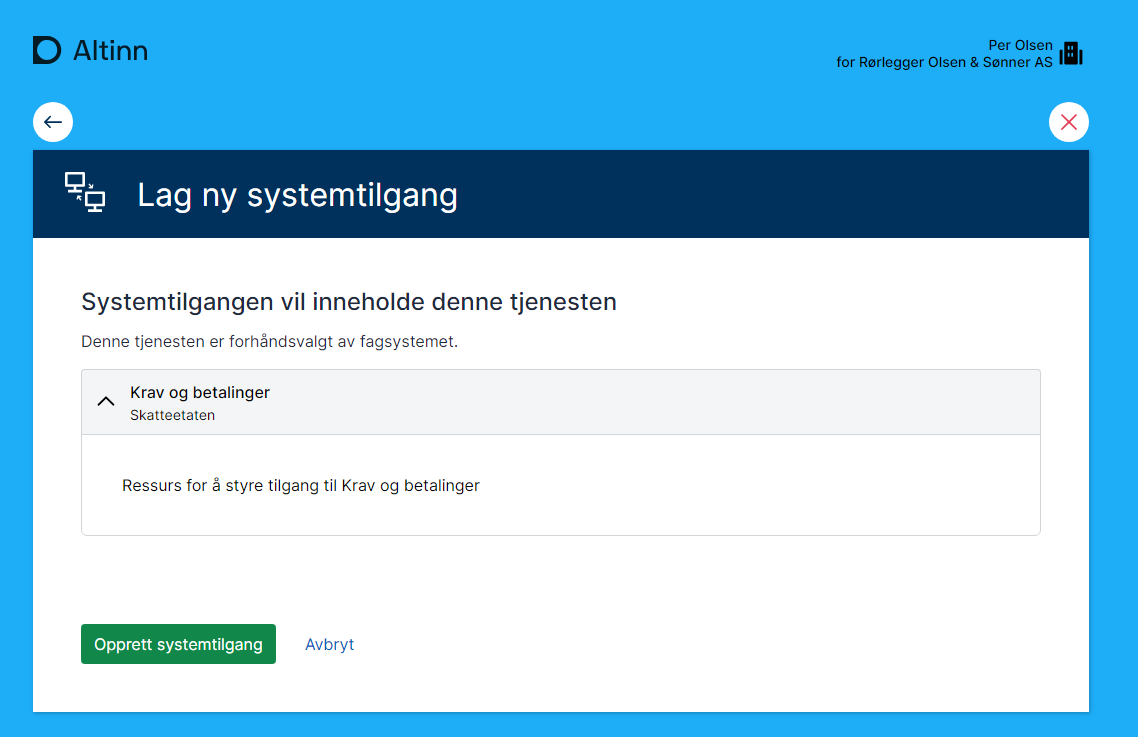 Altinn
Per Olsen
for Rørlegger Olsen & Sønner AS
Lag ny systemtilgang
Systemtilgangen vil inneholde denne tjenesten
Denne tjenesten er forhåndsvalgt av fagsystemet.
Krav og betalinger
Skatteetaten
Ressurs for å styre tilgang til Krav og betalinger
Opprett systemtilgang
Avbryt